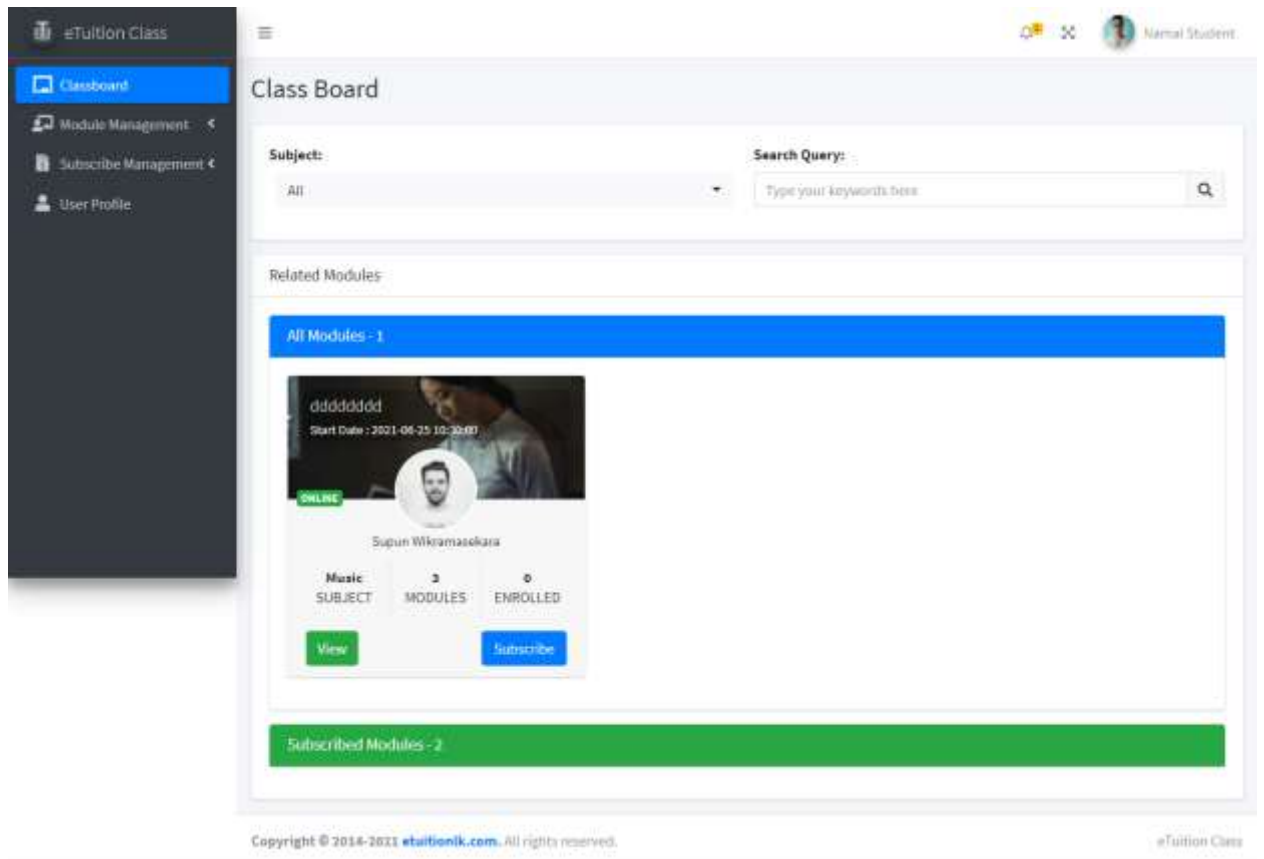 eTuition Class
Namal Student
Classboard
Module Management
Subscribe Management
User Profile
Class Board
Subject:
Search Query:
All
Type your keywords here
Related Modules
All Modules - 1
dddddddd
Start Date : 2021-06-25 10:30:00
ONLINE
Supun Wikramasekara
Music
3
0
SUBJECT
MODULES
ENROLLED
View
Subscribe
Subscribed Modules - 2
Copyright © 2014-2021 etuitionlk.com. All rights reserved.
eTuition Class